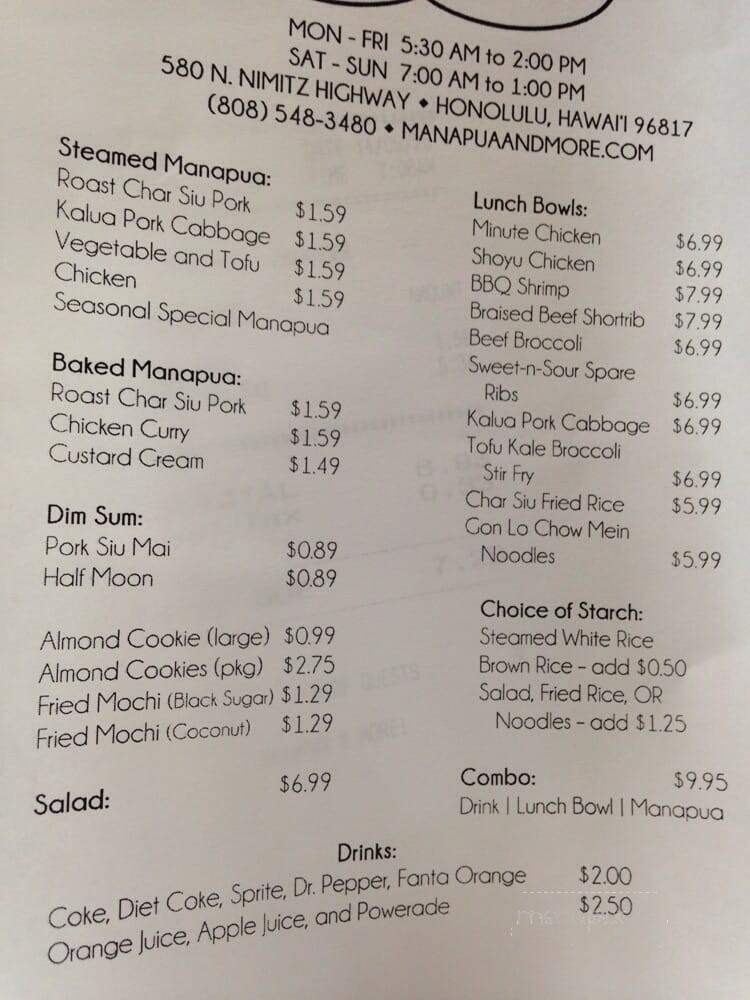 MON - FRI 5:30 AM to 2:00 PM
SAT - SUN 7:00 AM to 1:00 PM
580 N. NIMITZ HIGHWAY • HONOLULU, HAWAI'I 96817
(808) 548-3480 • MANAPUAANDMORE.COM
Steamed Manapua:
Roast Char Siu Pork $1.59
Kalua Pork Cabbage $1.59
Vegetable and Tofu $1.59
Chicken $1.59
Seasonal Special Manapua
Baked Manapua:
Roast Char Siu Pork $1.59
Chicken Curry $1.59
Custard Cream $1.49
Dim Sum:
Pork Siu Mai $0.89
Half Moon $0.89
Almond Cookie (large) $0.99
Almond Cookies (pkg) $2.75
Fried Mochi (Black Sugar) $1.29
Fried Mochi (Coconut) $1.29
Salad: $6.99
Lunch Bowls:
Minute Chicken $6.99
Shoyu Chicken $6.99
BBQ Shrimp $7.99
Braised Beef Shortrib $7.99
Beef Broccoli $6.99
Sweet-n-Sour Spare
Ribs $6.99
Kalua Pork Cabbage $6.99
Tofu Kale Broccoli
Stir Fry $6.99
Char Siu Fried Rice $5.99
Gon Lo Chow Mein
Noodles $5.99
Choice of Starch:
Steamed White Rice
Brown Rice - add $0.50
Salad, Fried Rice, OR
Noodles - add $1.25
Combo: $9.95
Drink | Lunch Bowl | Manapua
Drinks:
Coke, Diet Coke, Sprite, Dr. Pepper, Fanta Orange $2.00
Orange Juice, Apple Juice, and Powerade $2.50